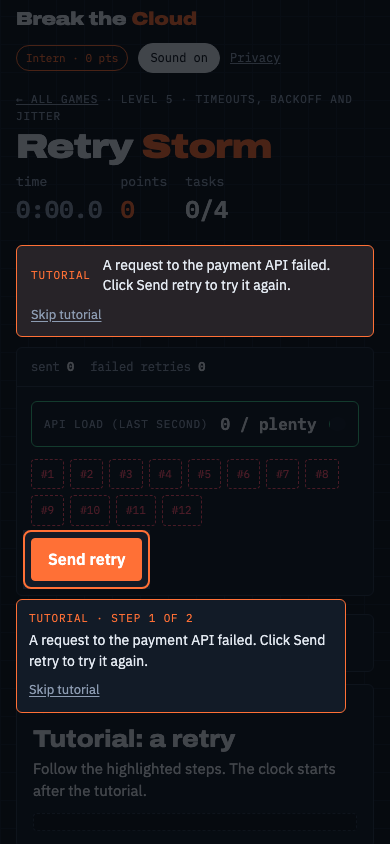 Break the Cloud
Intern · 0 pts
Sound on
Privacy
← ALL GAMES · LEVEL 5 · TIMEOUTS, BACKOFF AND
JITTER
Retry Storm
time points tasks
0:00.0 0 0/4
TUTORIAL
A request to the payment API failed.
Click Send retry to try it again.
Skip tutorial
sent 0 failed retries 0
API LOAD (LAST SECOND) 0 / plenty
#1 #2 #3 #4 #5 #6 #7 #8
#9 #10 #11 #12
Send retry
TUTORIAL · STEP 1 OF 2
A request to the payment API failed. Click Send
retry to try it again.
Skip tutorial
Tutorial: a retry
Follow the highlighted steps. The clock starts
after the tutorial.